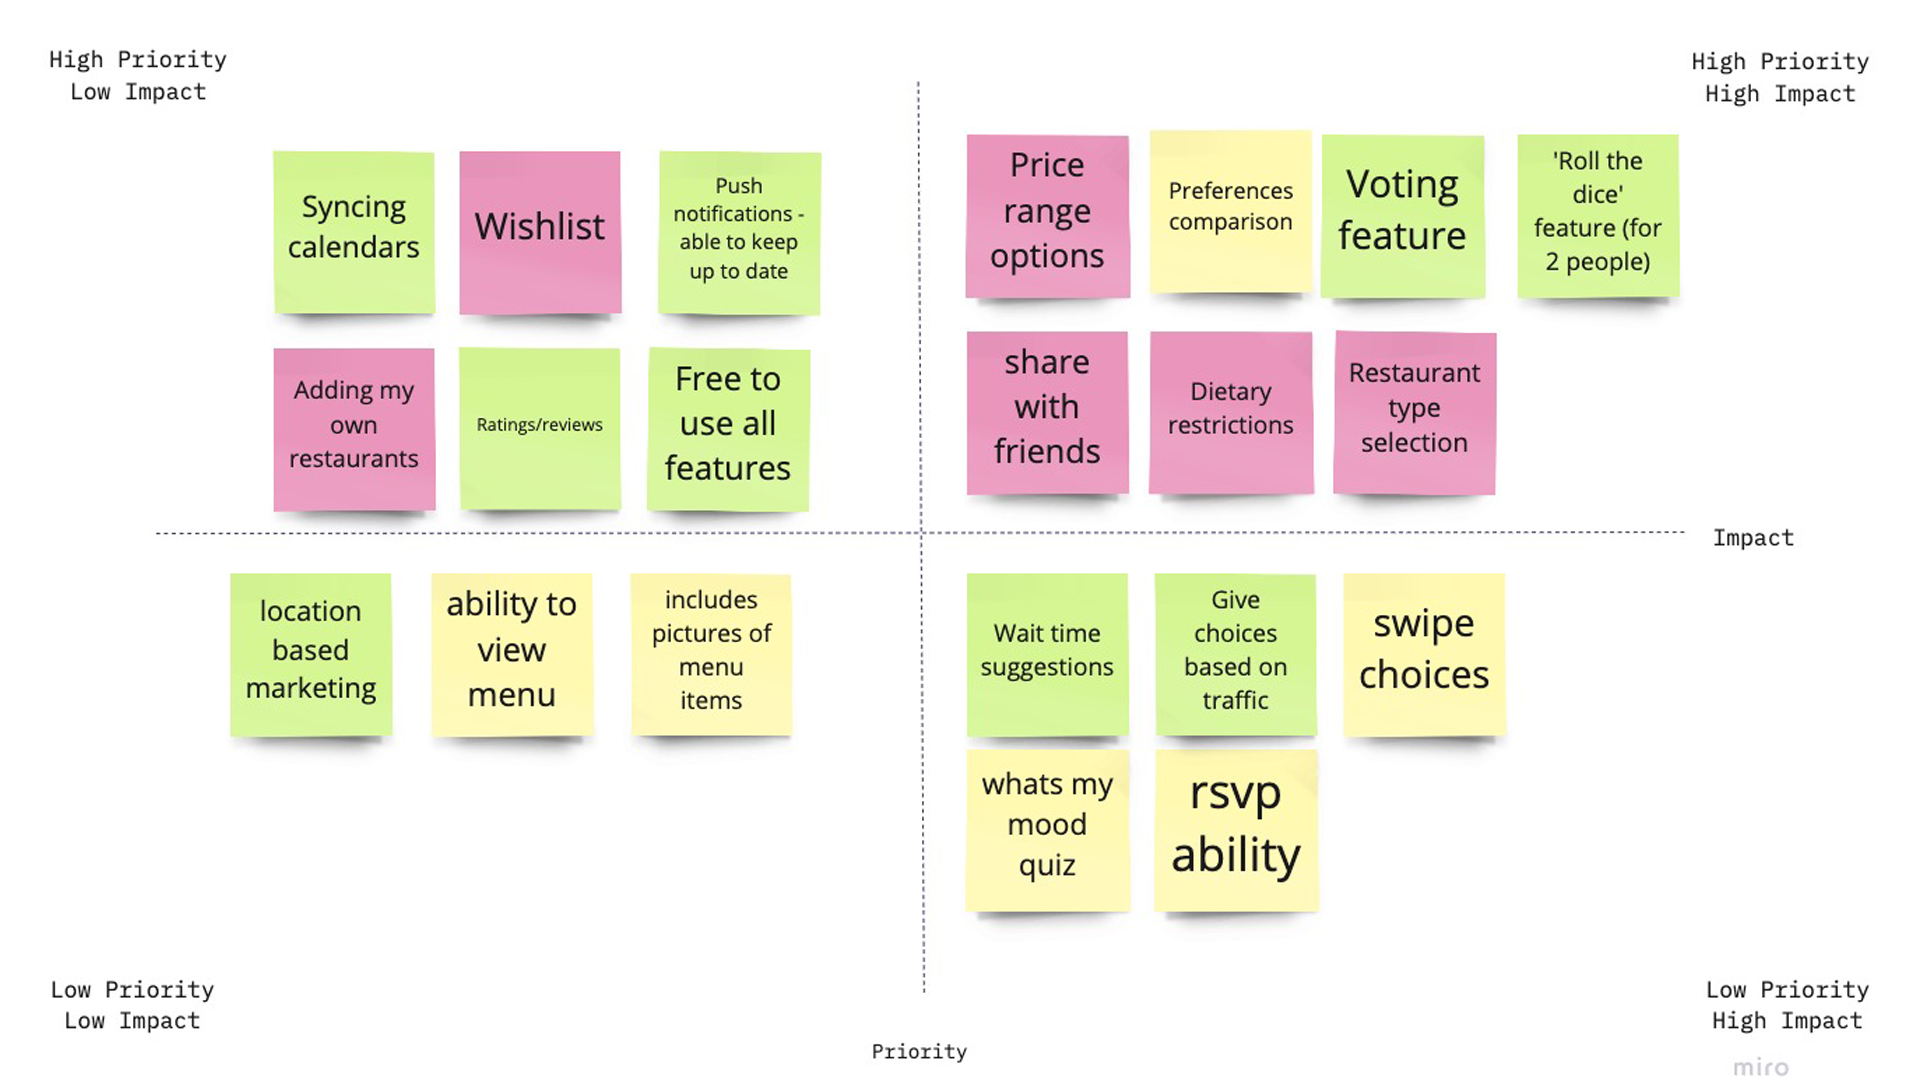 High Priority
Low Impact
High Priority
High Impact
Syncing
calendars
Wishlist
Push
notifications -
able to keep
up to date
Price
range
options
Preferences
comparison
Voting
feature
'Roll the
dice'
feature (for
2 people)
Adding my
own
restaurants
Ratings/reviews
Free to
use all
features
share
with
friends
Dietary
restrictions
Restaurant
type
selection
Impact
location
based
marketing
ability to
view
menu
includes
pictures of
menu
items
Wait time
suggestions
Give
choices
based on
traffic
swipe
choices
whats my
mood
quiz
rsvp
ability
Low Priority
Low Impact
Low Priority
High Impact
Priority
miro